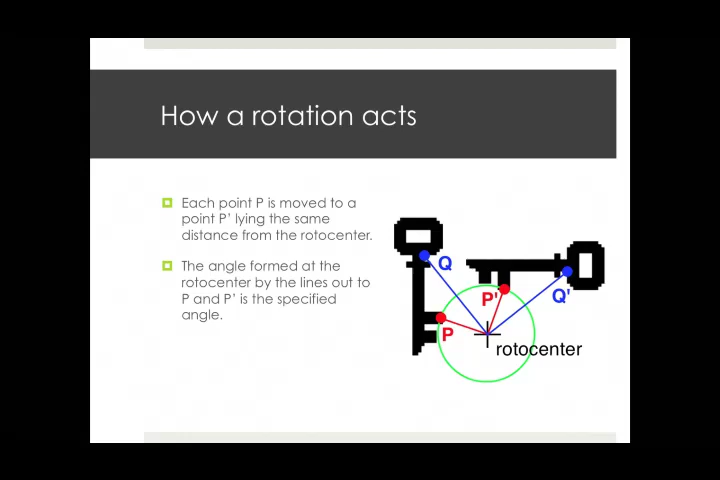 How a rotation acts
Each point P is moved to a
point P’ lying the same
distance from the rotocenter.
The angle formed at the
rotocenter by the lines out to
P and P’ is the specified
angle.
Q
P'
Q'
P
rotocenter